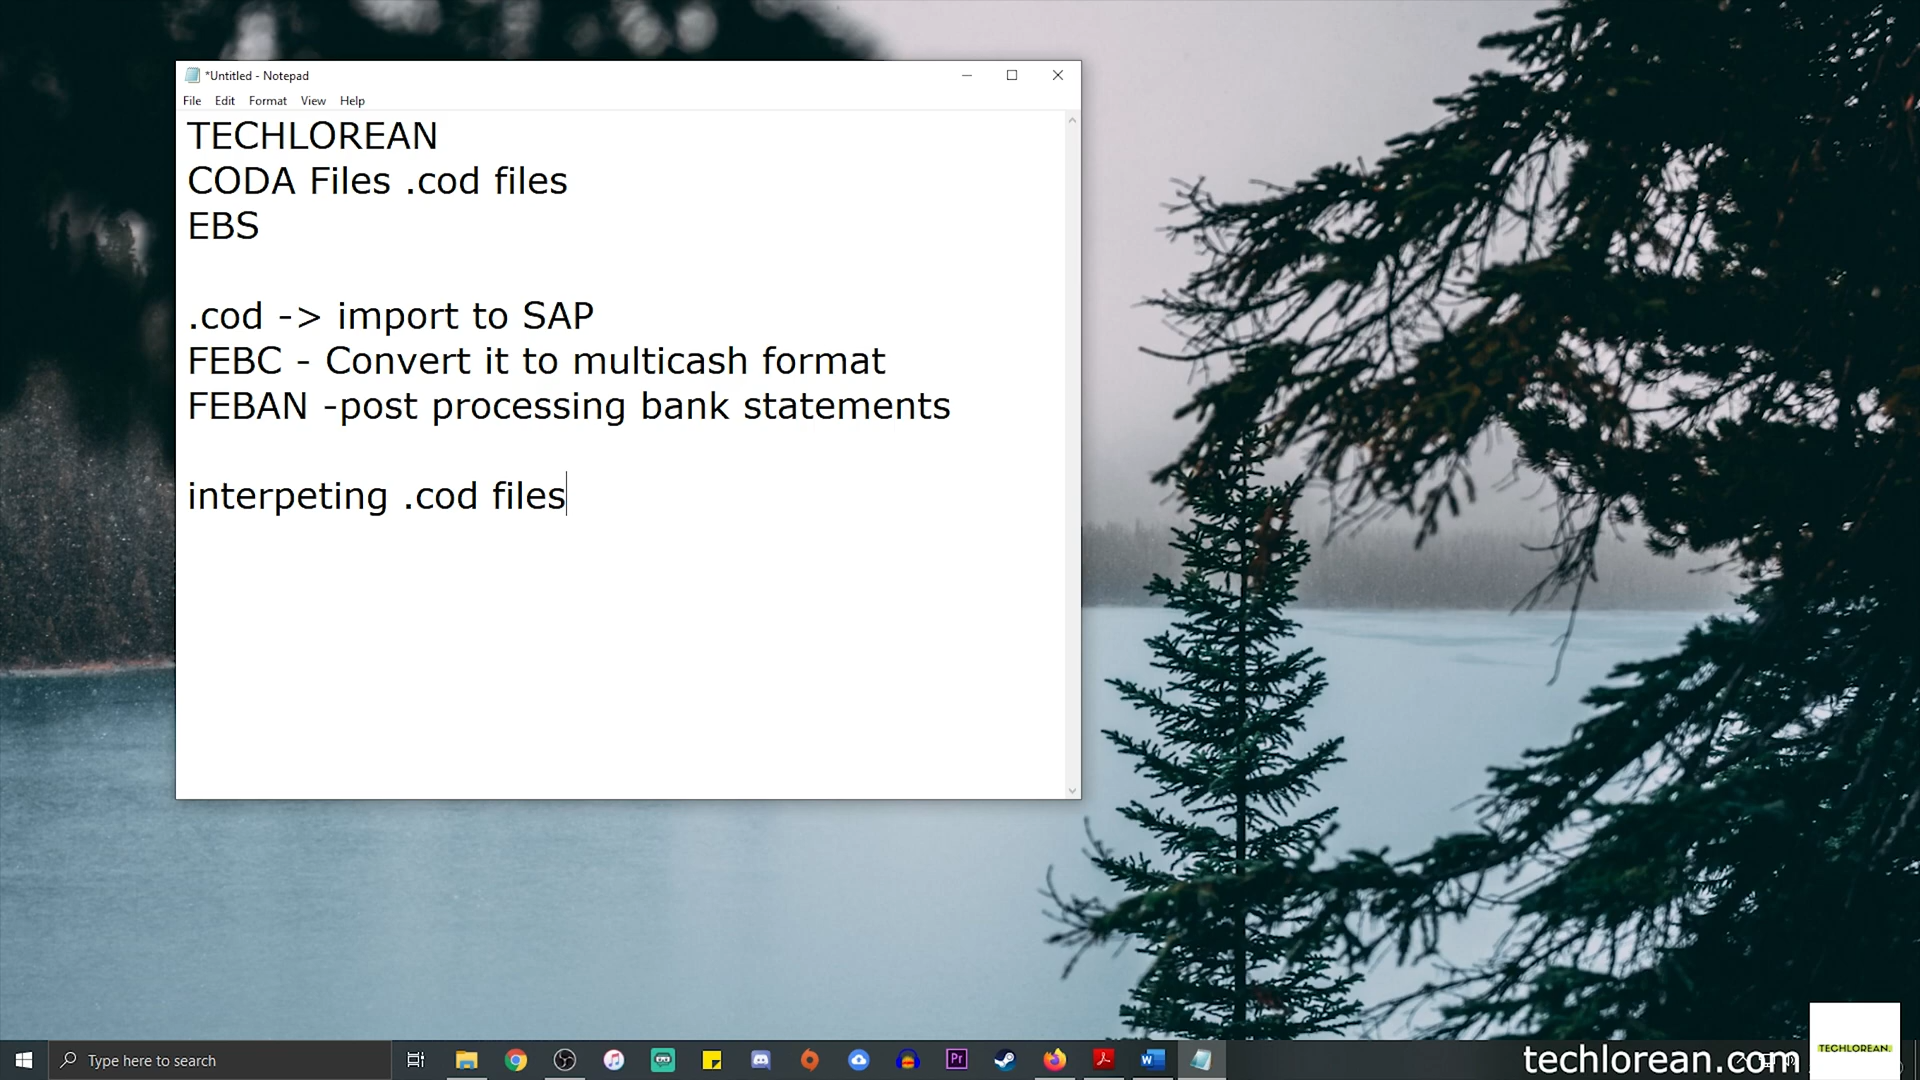 *Untitled - Notepad
File Edit Format View Help
TECHLOREAN
CODA Files .cod files
EBS
.cod -> import to SAP
FEBC - Convert it to multicash format
FEBAN -post processing bank statements
interpeting .cod files
Type here to search
Pr
W
techlorean.com
TECHLOREAN.